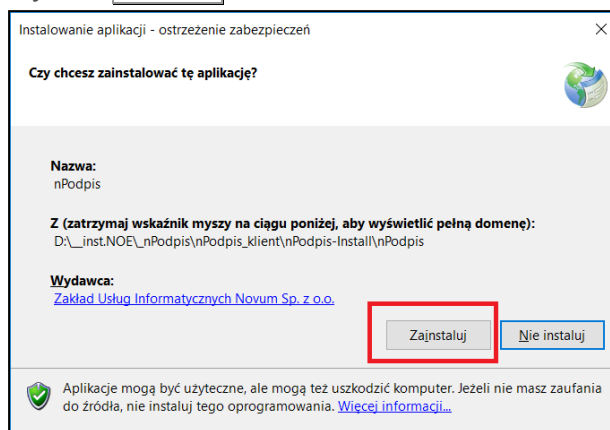 Instalowanie aplikacji - ostrzeżenie zabezpieczeń
Czy chcesz zainstalować tę aplikację?
Nazwa:
nPodpis
Z (zatrzymaj wskaźnik myszy na ciągu poniżej, aby wyświetlić pełną domenę):
D:\__inst.NOE\_nPodpis\nPodpis_klient\nPodpis-Install\nPodpis
Wydawca:
Zakład Usług Informatycznych Novum Sp. z o.o.
Zainstaluj
Nie instaluj
Aplikacje mogą być użyteczne, ale mogą też uszkodzić komputer. Jeżeli nie masz zaufania
do źródła, nie instaluj tego oprogramowania. Więcej informacji...